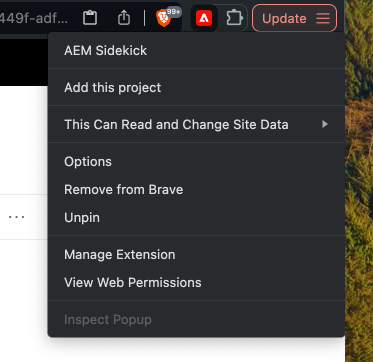 449f-adf...
99+
Update
AEM Sidekick
Add this project
This Can Read and Change Site Data
Options
Remove from Brave
Unpin
Manage Extension
View Web Permissions
Inspect Popup